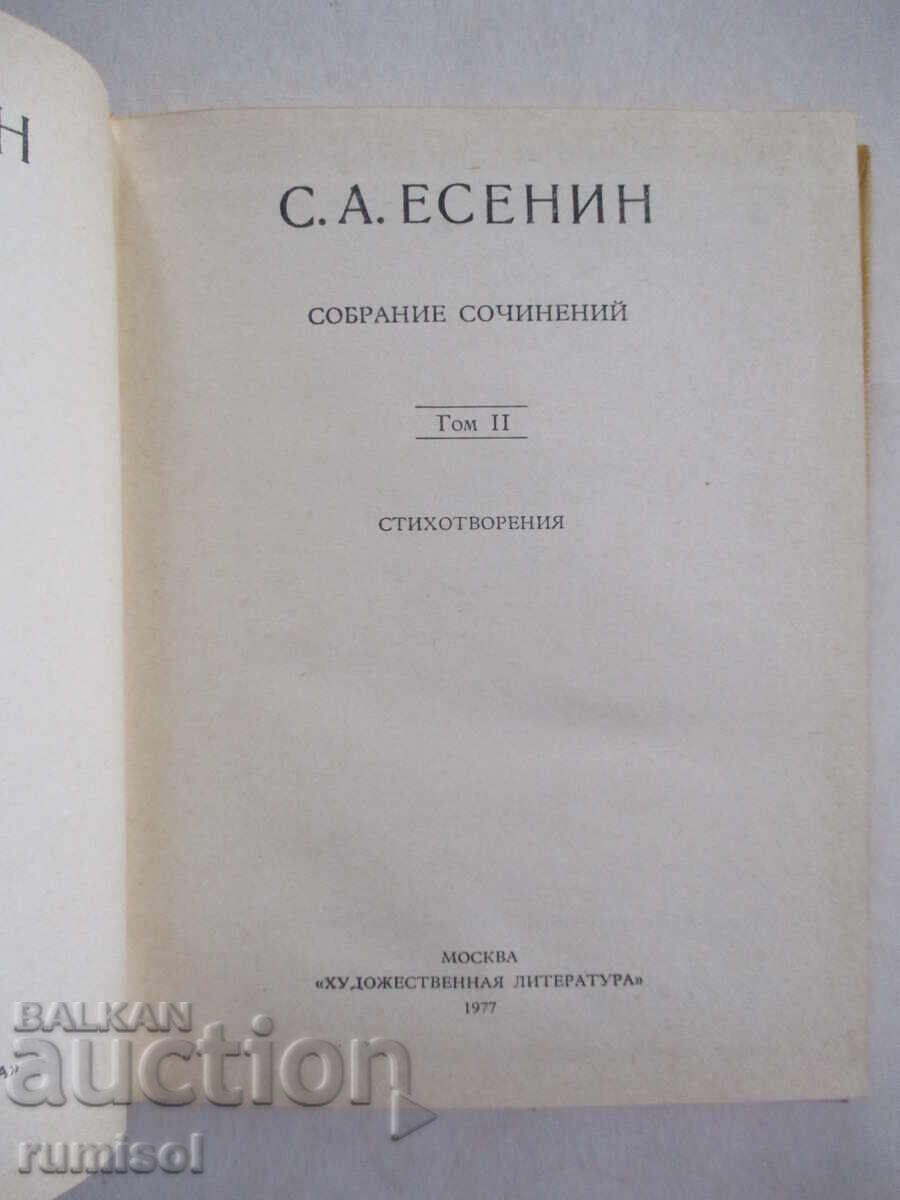 Н
С. А. ЕСЕНИН
СОБРАНИЕ СОЧИНЕНИЙ
Том II
СТИХОТВОРЕНИЯ
МОСКВА
«ХУДОЖЕСТВЕННАЯ ЛИТЕРАТУРА»
1977
А»
BALKAN
auction
rumisol